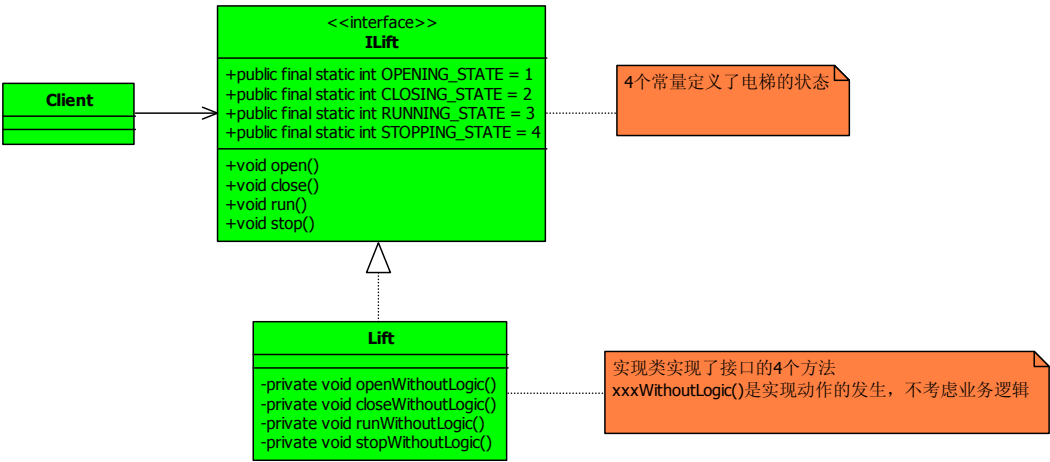 <<interface>>
ILift
+public final static int OPENING_STATE = 1
+public final static int CLOSING_STATE = 2
+public final static int RUNNING_STATE = 3
+public final static int STOPPING_STATE = 4
+void open()
+void close()
+void run()
+void stop()
Client
4个常量定义了电梯的状态
Lift
-private void openWithoutLogic()
-private void closeWithoutLogic()
-private void runWithoutLogic()
-private void stopWithoutLogic()
实现类实现了接口的4个方法
xxxWithoutLogic()是实现动作的发生，不考虑业务逻辑